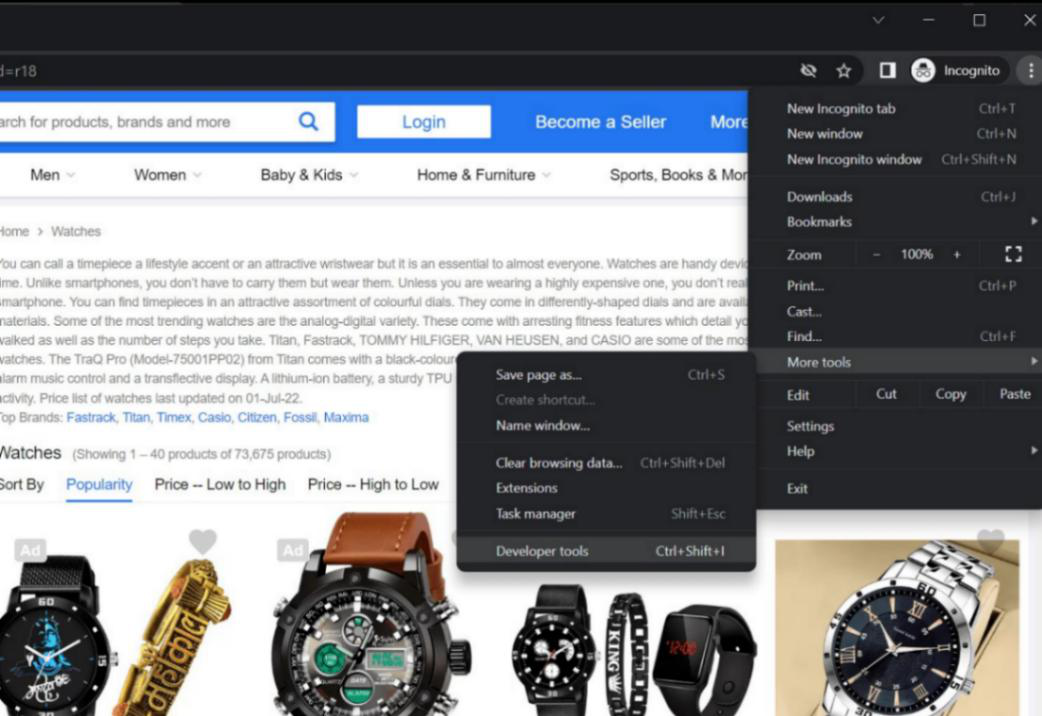 d=r18
Incognito
arch for products, brands and more
Login
Become a Seller
More
Men
Women
Baby & Kids
Home & Furniture
Sports, Books & Mor
Home > Watches
You can call a timepiece a lifestyle accent or an attractive wristwear but it is an essential to almost everyone. Watches are handy devic
ime. Unlike smartphones, you don't have to carry them but wear them. Unless you are wearing a highly expensive one, you don't real
smartphone. You can find timepieces in an attractive assortment of colourful dials. They come in differently-shaped dials and are availa
materials. Some of the most trending watches are the analog-digital variety. These come with arresting fitness features which detail yo
walked as well as the number of steps you take. Titan, Fastrack, TOMMY HILFIGER, VAN HEUSEN, and CASIO are some of the mos
watches. The TraQ Pro (Model-75001PP02) from Titan comes with a black-colour
alarm music control and a transflective display. A lithium-ion battery, a sturdy TPU
activity. Price list of watches last updated on 01-Jul-22.
Top Brands: Fastrack, Titan, Timex, Casio, Citizen, Fossil, Maxima
Watches (Showing 1 – 40 products of 73,675 products)
Sort By
Popularity
Price -- Low to High
Price -- High to Low
New Incognito tab Ctrl+T
New window Ctrl+N
New Incognito window Ctrl+Shift+N
Downloads Ctrl+J
Bookmarks
Zoom – 100% +
Print... Ctrl+P
Cast...
Find... Ctrl+F
More tools
Edit Cut Copy Paste
Settings
Help
Exit
Save page as... Ctrl+S
Create shortcut...
Name window...
Clear browsing data... Ctrl+Shift+Del
Extensions
Task manager Shift+Esc
Developer tools Ctrl+Shift+I
Ad
Ad
60
15
KING
60